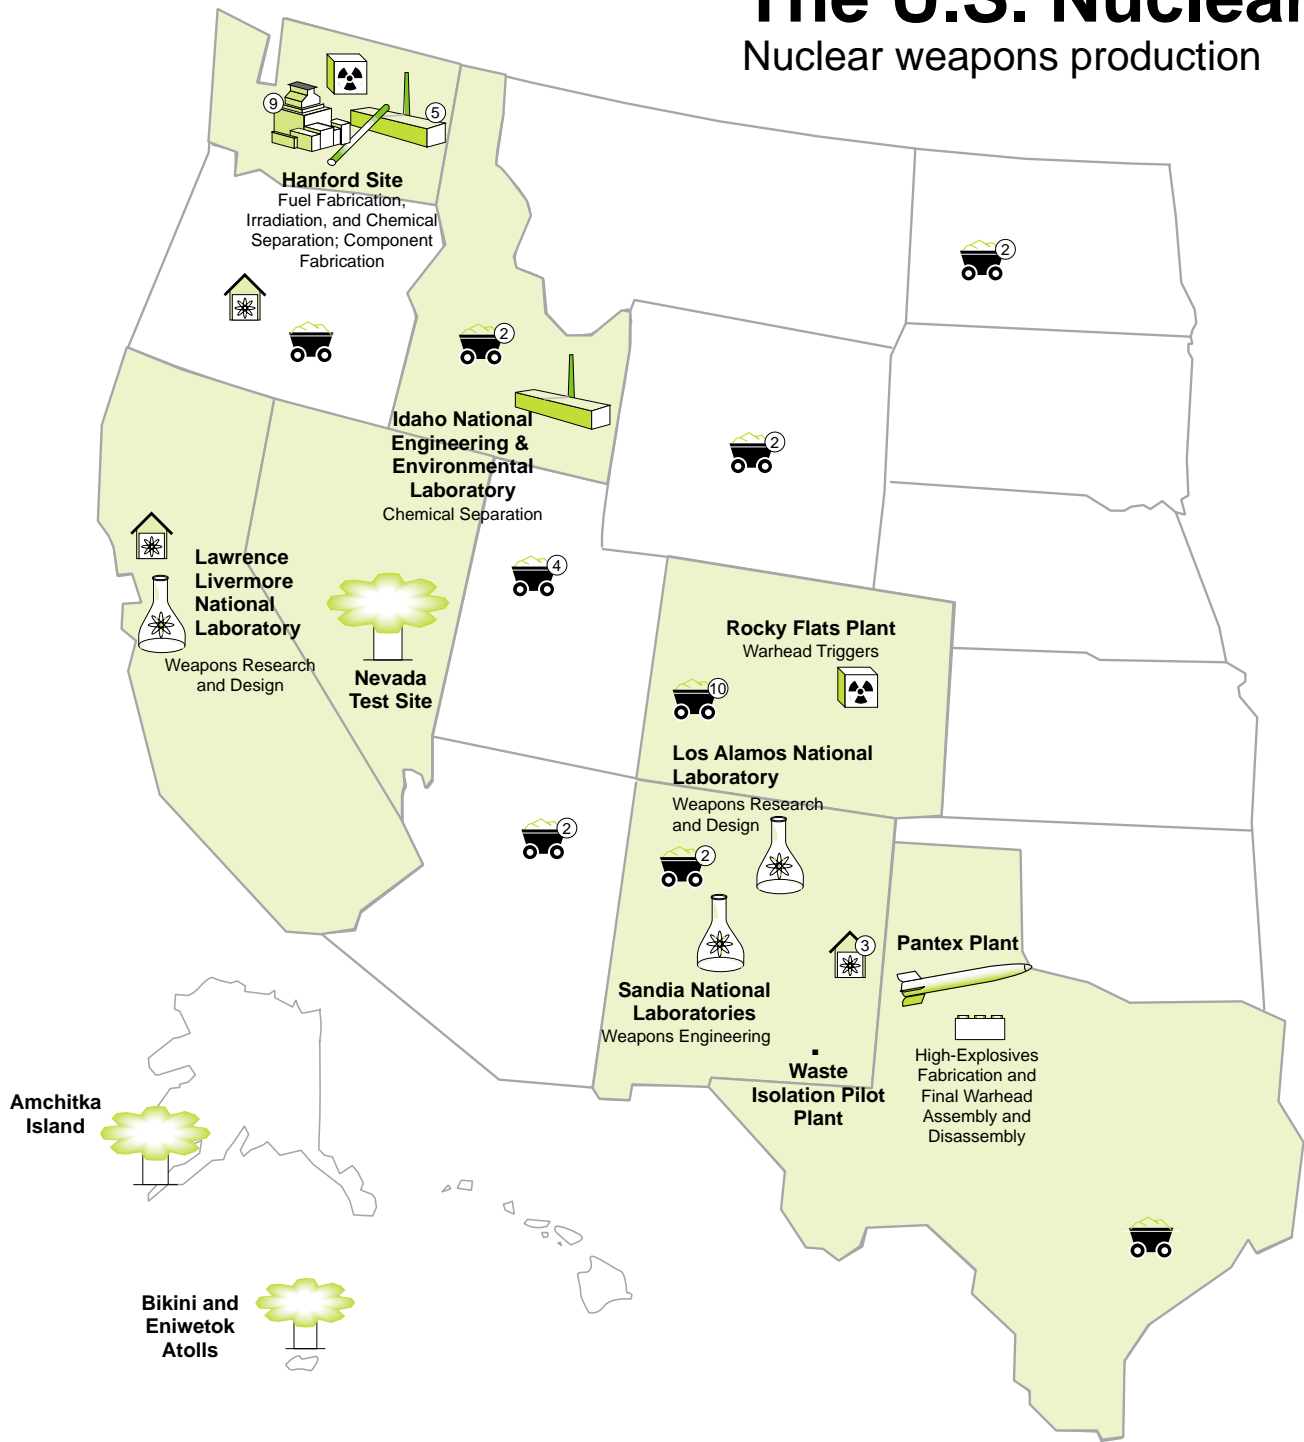 The U.S. Nuclear
Nuclear weapons production
9
5
Hanford Site
Fuel Fabrication,
Irradiation, and Chemical
Separation; Component
Fabrication
2
2
Idaho National
Engineering &
Environmental
Laboratory
Chemical Separation
2
Lawrence
Livermore
National
Laboratory
Weapons Research
and Design
4
Nevada
Test Site
Rocky Flats Plant
Warhead Triggers
10
Los Alamos National
Laboratory
Weapons Research
and Design
2
2
3
Sandia National
Laboratories
Weapons Engineering
Pantex Plant
High-Explosives
Fabrication and
Final Warhead
Assembly and
Disassembly
Waste
Isolation Pilot
Plant
Amchitka
Island
Bikini and
Eniwetok
Atolls